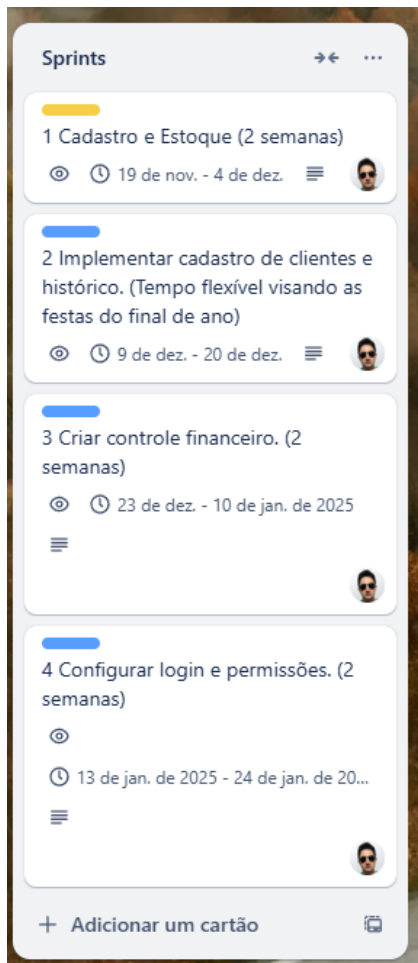 Sprints
1 Cadastro e Estoque (2 semanas)
19 de nov. - 4 de dez.
2 Implementar cadastro de clientes e
histórico. (Tempo flexível visando as
festas do final de ano)
9 de dez. - 20 de dez.
3 Criar controle financeiro. (2
semanas)
23 de dez. - 10 de jan. de 2025
4 Configurar login e permissões. (2
semanas)
13 de jan. de 2025 - 24 de jan. de 20...
Adicionar um cartão